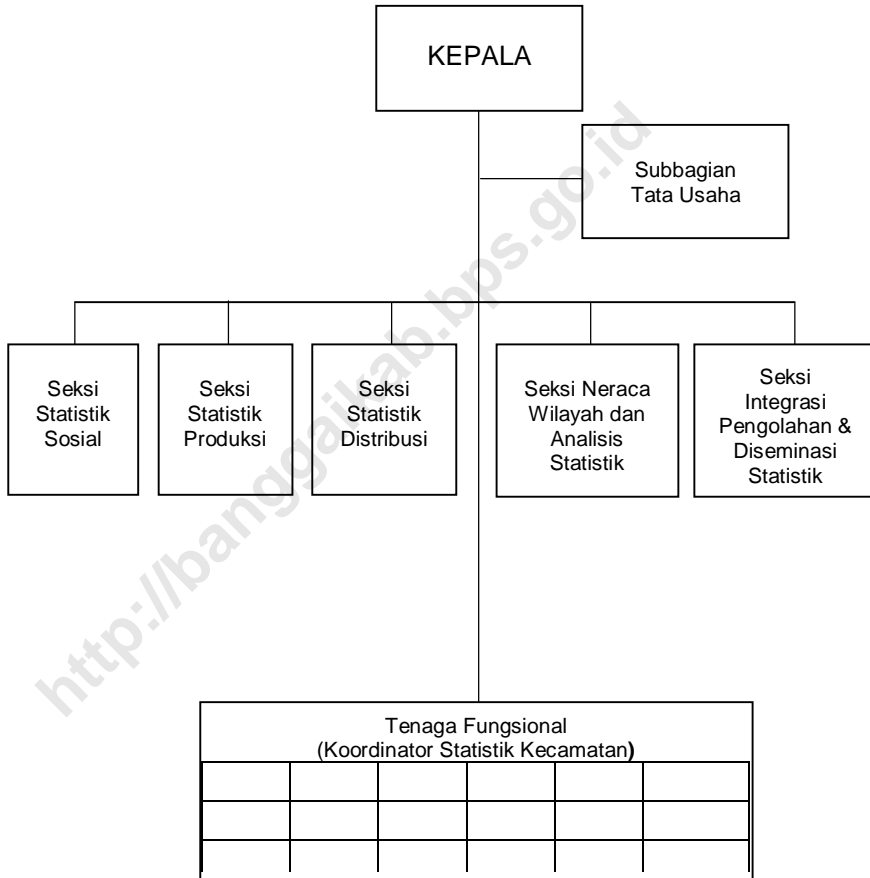 KEPALA
Subbagian
Tata Usaha
Seksi
Statistik
Sosial
Seksi
Statistik
Produksi
Seksi
Statistik
Distribusi
Seksi Neraca
Wilayah dan
Analisis
Statistik
Seksi
Integrasi
Pengolahan &
Diseminasi
Statistik
Tenaga Fungsional
(Koordinator Statistik Kecamatan)
http://banggaikab.bps.go.id